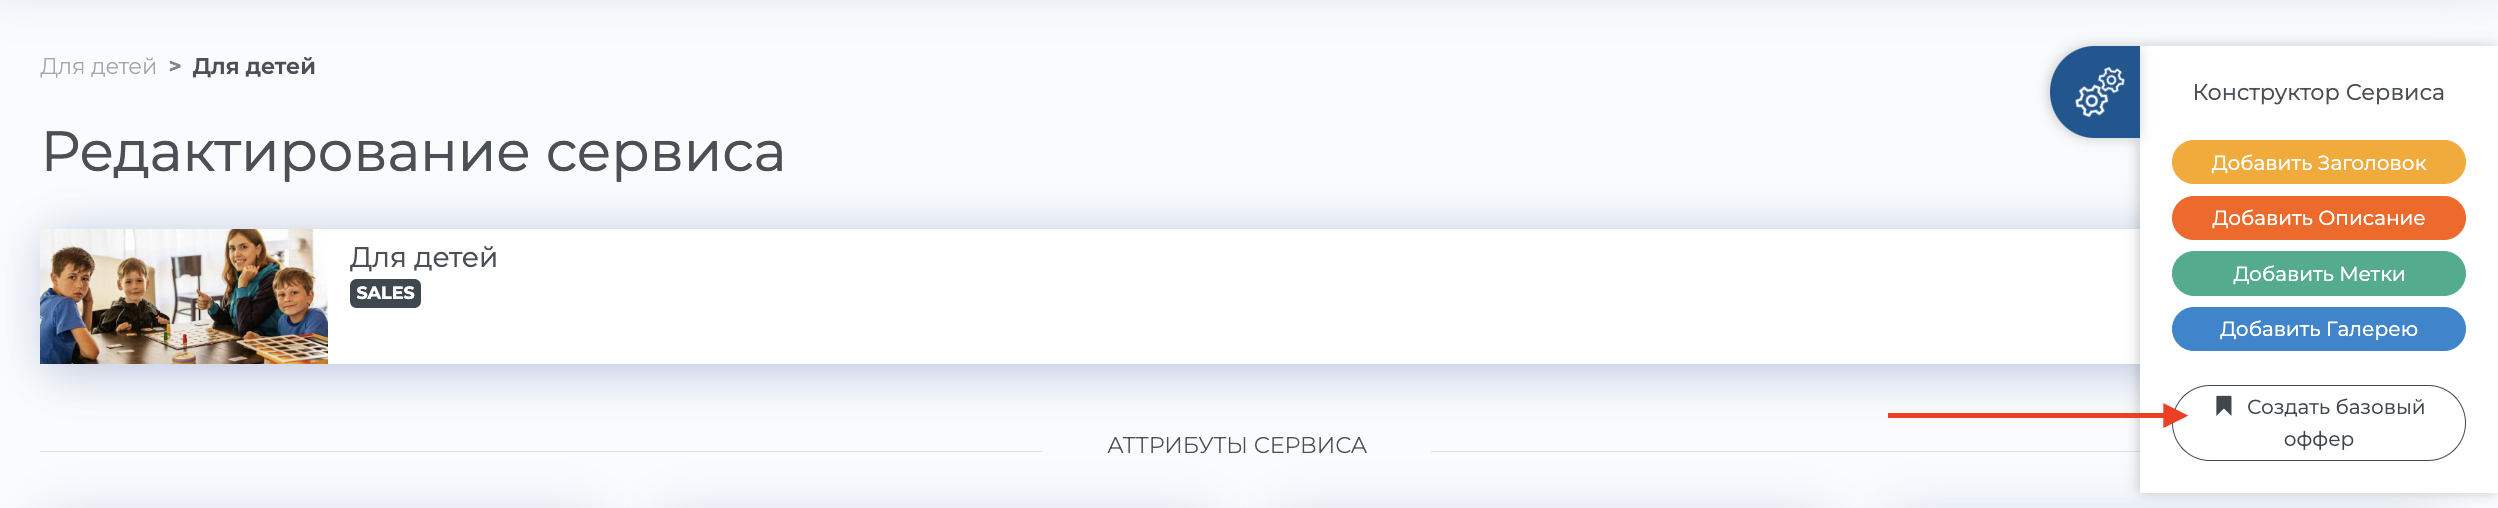 Для детей > Для детей
Конструктор Сервиса
Редактирование сервиса
Добавить Заголовок
Добавить Описание
Добавить Метки
Добавить Галерею
Для детей
SALES
Создать базовый
оффер
АТТРИБУТЫ СЕРВИСА